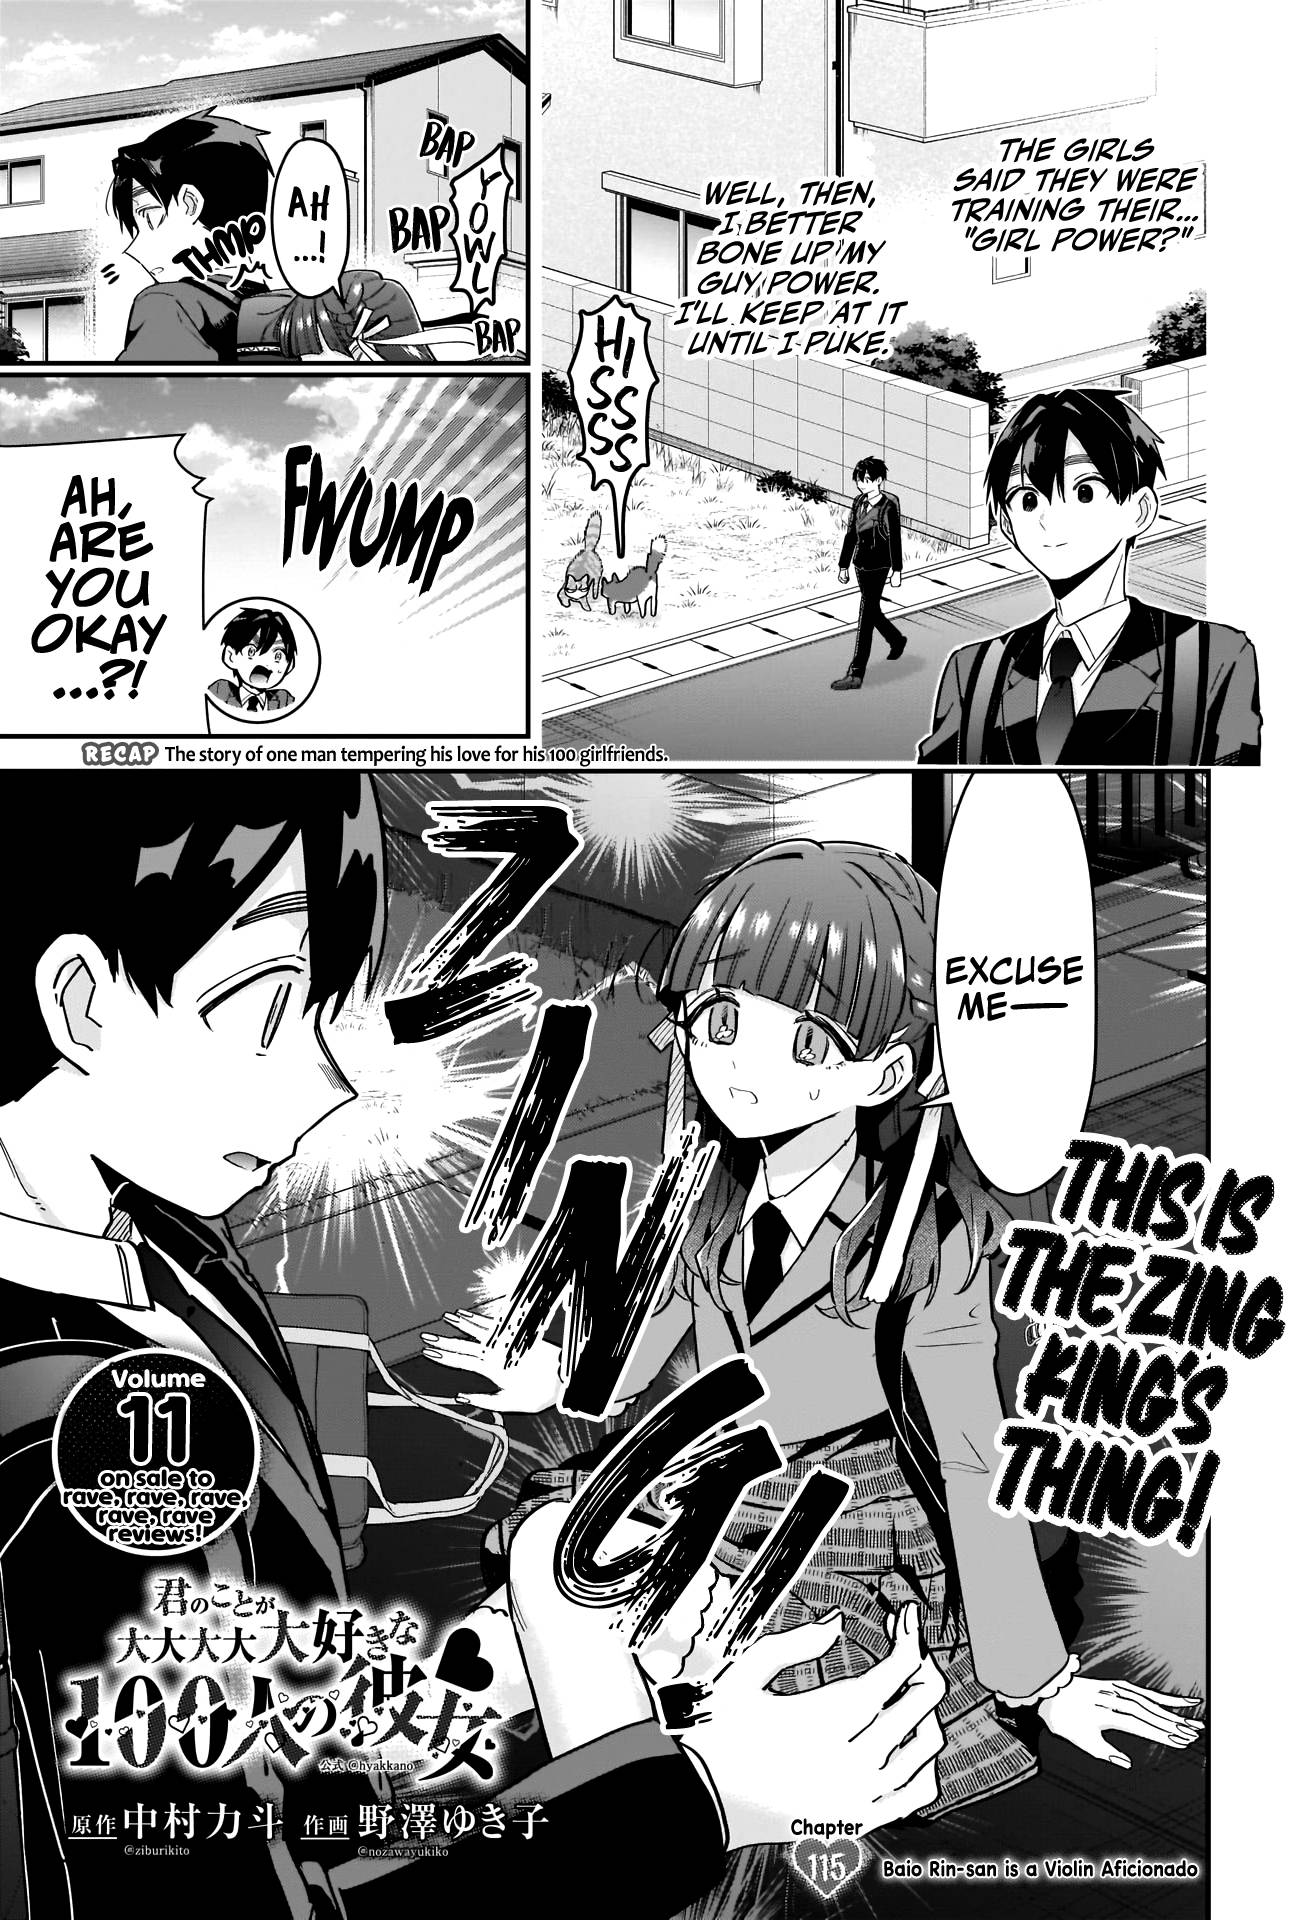 THE GIRLS
SAID THEY WERE
TRAINING THEIR...
"GIRL POWER?"
WELL, THEN,
I BETTER
BONE UP MY
GUY POWER.
I'LL KEEP AT IT
UNTIL I PUKE.
HISSSS
BAP
YOWL
BAP
BAP
AH
...!
THMP
FWUMP
AH,
ARE
YOU
OKAY
...?!
RECAP The story of one man tempering his love for his 100 girlfriends.
EXCUSE
ME—
ZING!
THIS IS
THE ZING
KING'S
THING!
Volume
11
on sale to
rave, rave, rave,
rave, rave
reviews!
君のことが
大大大大大好きな
100人の彼女
公式 @hyakkano
原作 中村力斗 作画 野澤ゆき子
@ziburikito @nozawayukiko
Chapter
115
Baio Rin-san is a Violin Aficionado